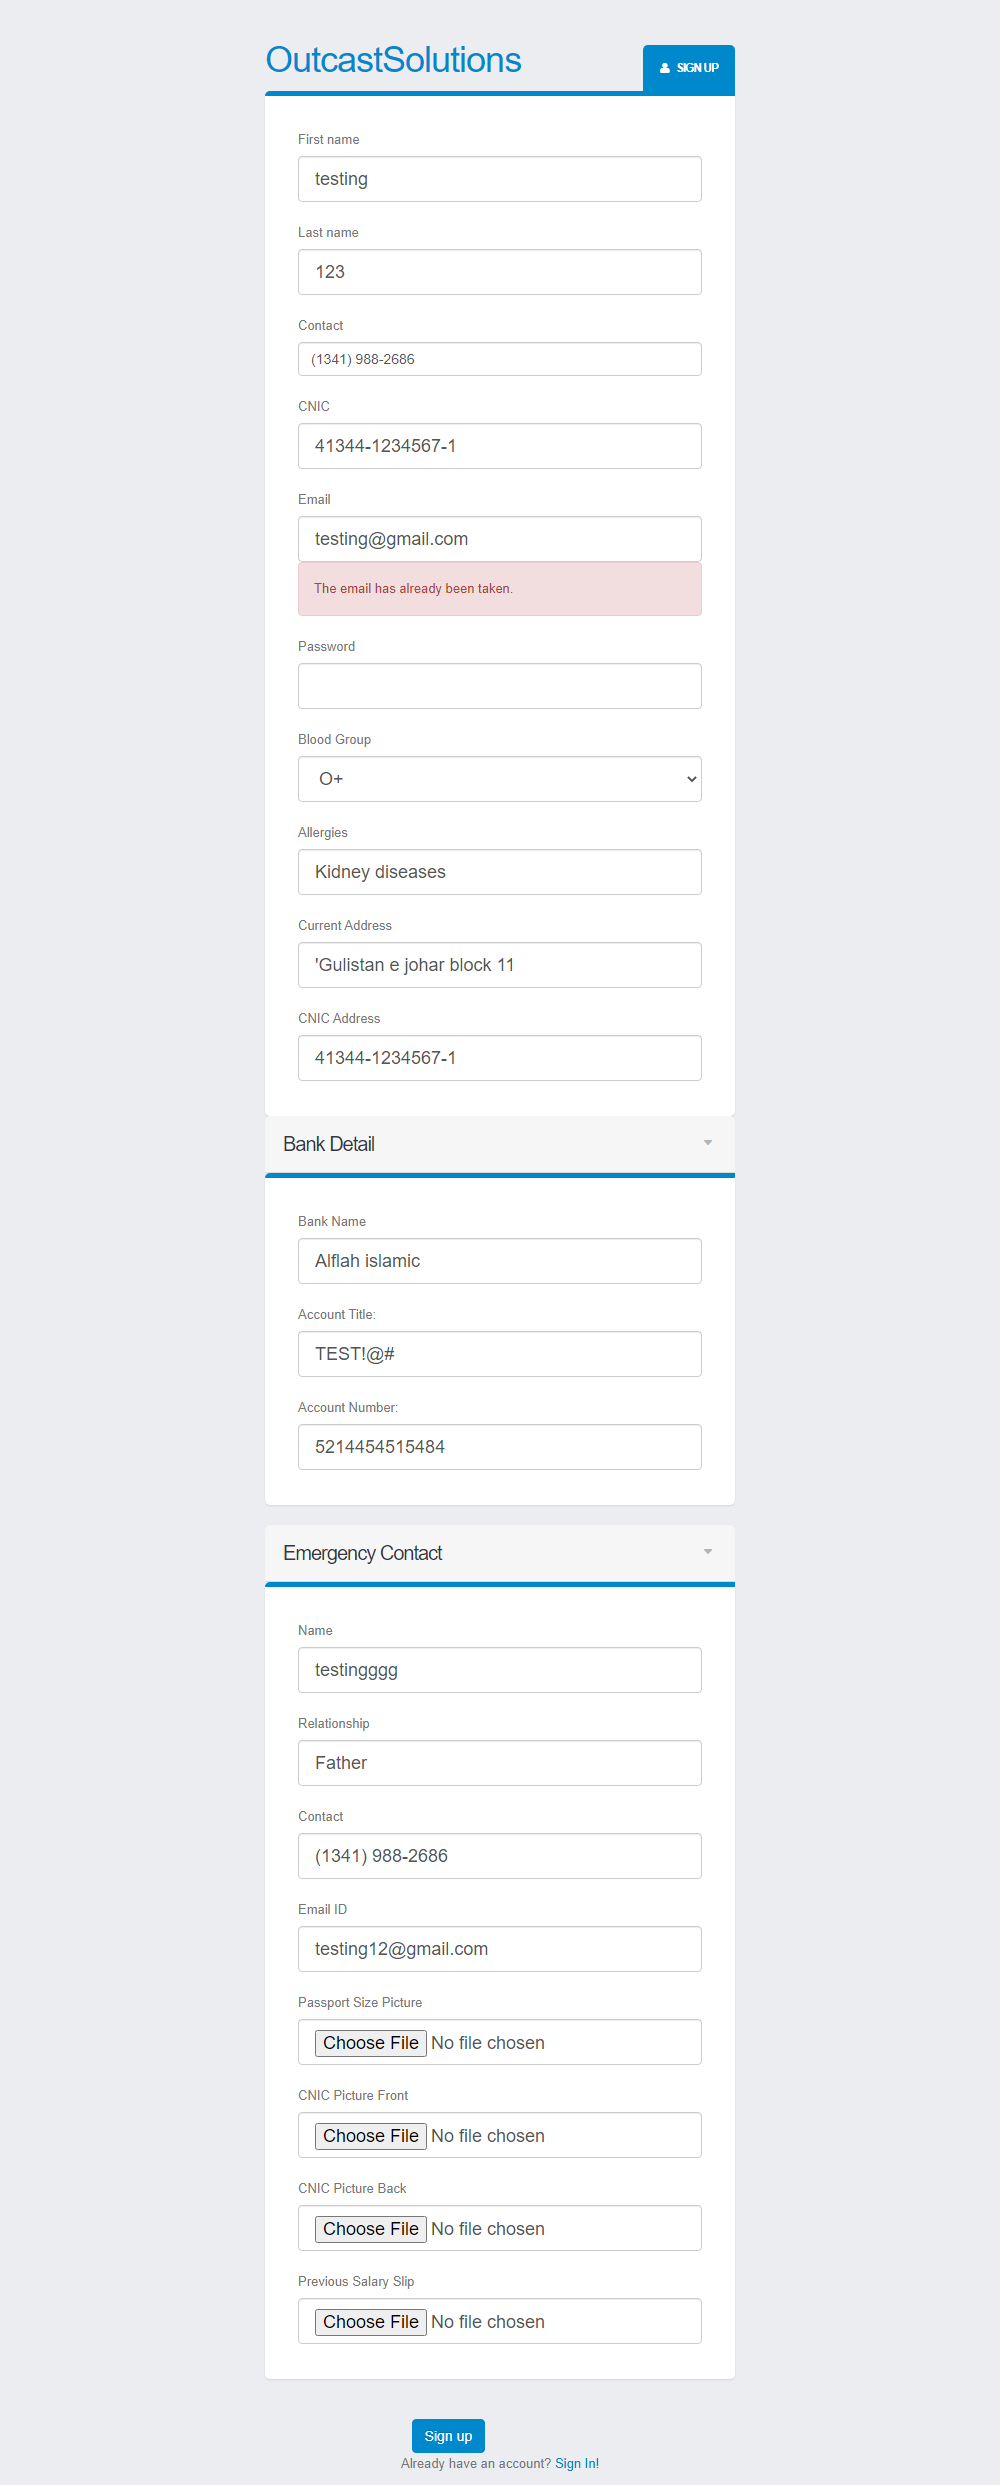 OutcastSolutions
SIGN UP
First name
testing
Last name
123
Contact
(1341) 988-2686
CNIC
41344-1234567-1
Email
testing@gmail.com
The email has already been taken.
Password
Blood Group
O+
Allergies
Kidney diseases
Current Address
'Gulistan e johar block 11
CNIC Address
41344-1234567-1
Bank Detail
Bank Name
Alflah islamic
Account Title:
TEST!@#
Account Number:
5214454515484
Emergency Contact
Name
testingggg
Relationship
Father
Contact
(1341) 988-2686
Email ID
testing12@gmail.com
Passport Size Picture
Choose File No file chosen
CNIC Picture Front
Choose File No file chosen
CNIC Picture Back
Choose File No file chosen
Previous Salary Slip
Choose File No file chosen
Sign up
Already have an account? Sign In!